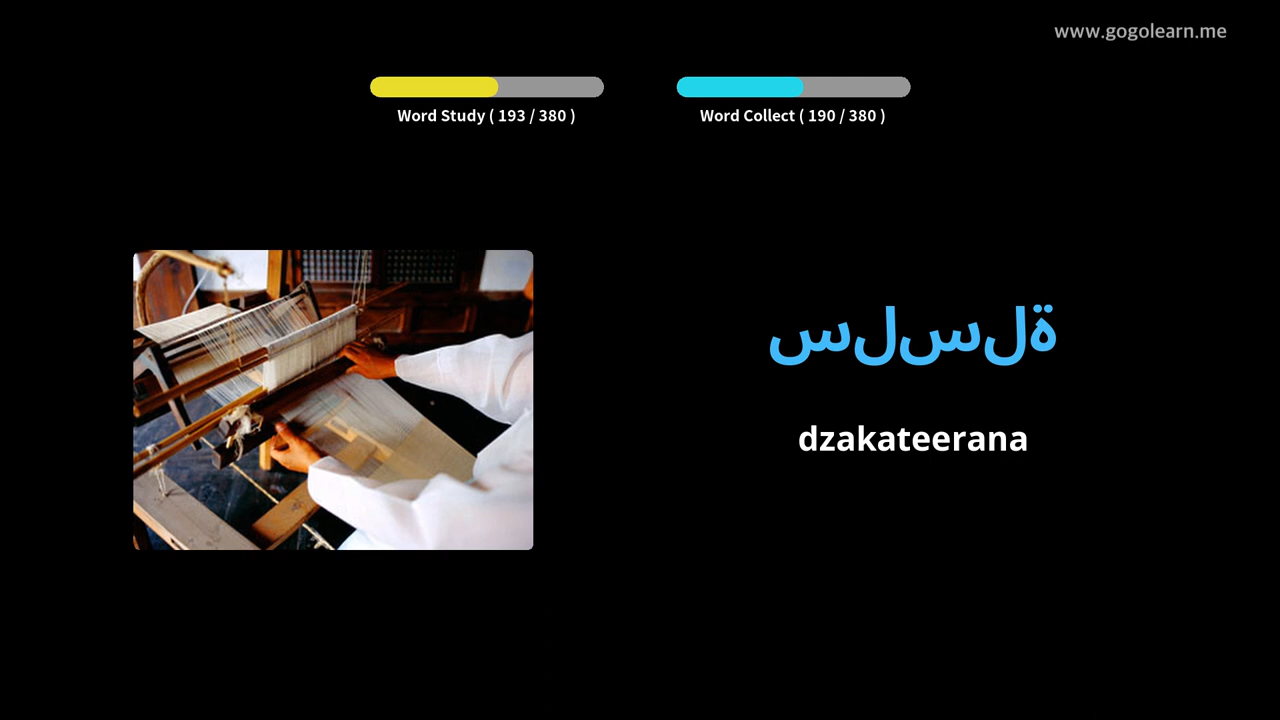 www.gogolearn.me
Word Study ( 193 / 380 )
Word Collect ( 190 / 380 )
سلسلة
dzakateerana